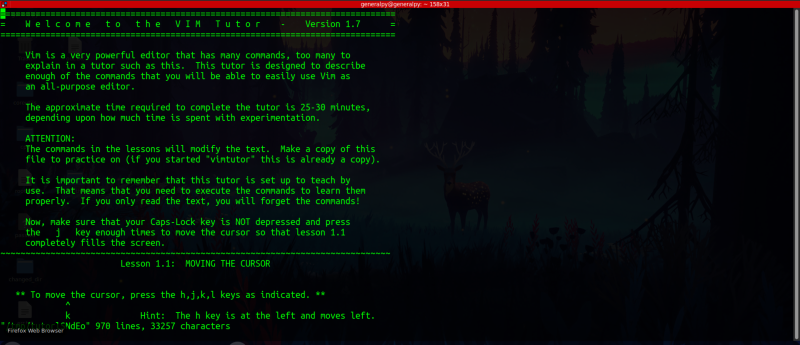 generalpy@generalpy: ~ 158x31
===============================================================================
=    W e l c o m e   t o   t h e   V I M   T u t o r    -    Version 1.7      =
===============================================================================
Vim is a very powerful editor that has many commands, too many to
explain in a tutor such as this.  This tutor is designed to describe
enough of the commands that you will be able to easily use Vim as
an all-purpose editor.
The approximate time required to complete the tutor is 25-30 minutes,
depending upon how much time is spent with experimentation.
ATTENTION:
The commands in the lessons will modify the text.  Make a copy of this
file to practice on (if you started "vimtutor" this is already a copy).
It is important to remember that this tutor is set up to teach by
use.  That means that you need to execute the commands to learn them
properly.  If you only read the text, you will forget the commands!
Now, make sure that your Caps-Lock key is NOT depressed and press
the   j   key enough times to move the cursor so that lesson 1.1
completely fills the screen.
~~~~~~~~~~~~~~~~~~~~~~~~~~~~~~~~~~~~~~~~~~~~~~~~~~~~~~~~~~~~~~~~~~~~~~~~~~~~~~
Lesson 1.1:  MOVING THE CURSOR
** To move the cursor, press the h,j,k,l keys as indicated. **
^
k              Hint:  The h key is at the left and moves left.
970 lines, 33257 characters
Firefox Web Browser